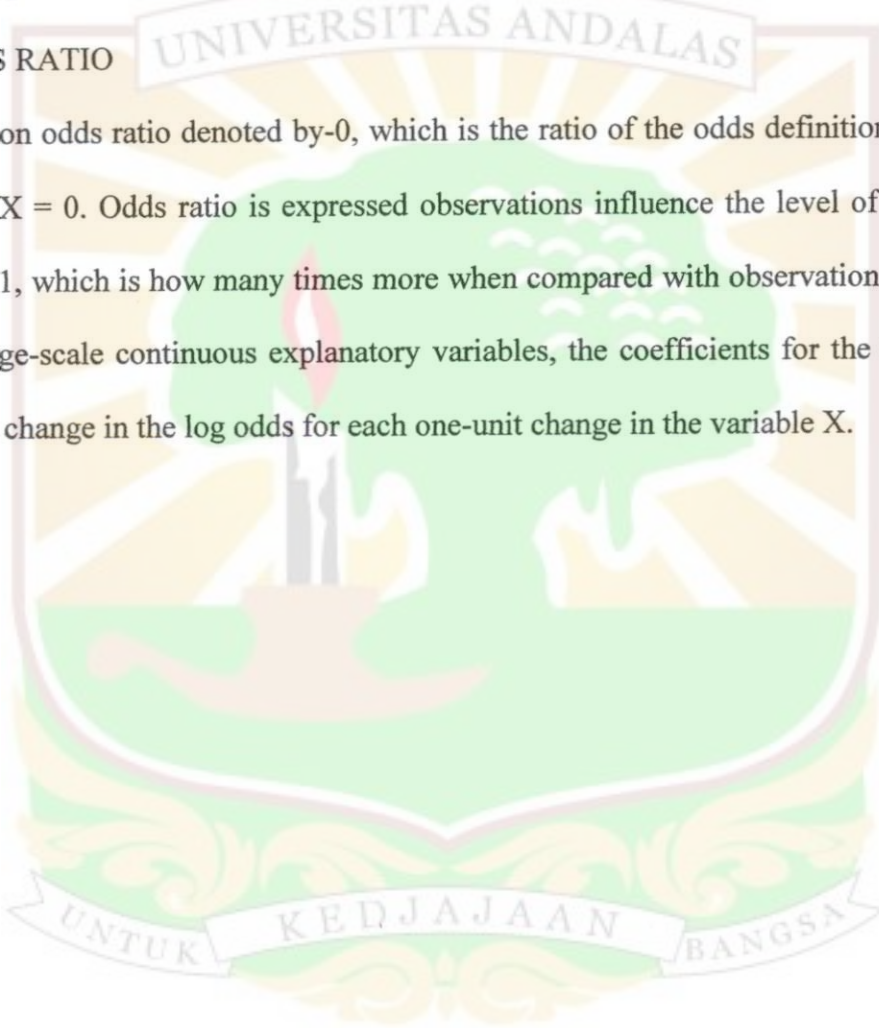 UNIVERSITAS ANDALAS
S RATIO
on odds ratio denoted by-0, which is the ratio of the odds definition
X = 0. Odds ratio is expressed observations influence the level of
1, which is how many times more when compared with observation
ge-scale continuous explanatory variables, the coefficients for the
change in the log odds for each one-unit change in the variable X.
UNTUK KEDJAJAAN BANGSA